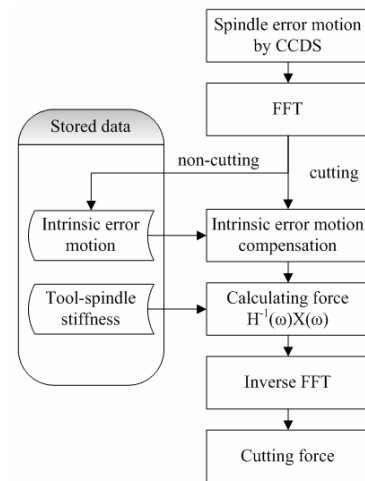 Spindle error motion
by CCDS
FFT
Stored data
non-cutting
cutting
Intrinsic error
motion
Intrinsic error motion
compensation
Tool-spindle
stiffness
Calculating force
H⁻¹(ω)X(ω)
Inverse FFT
Cutting force